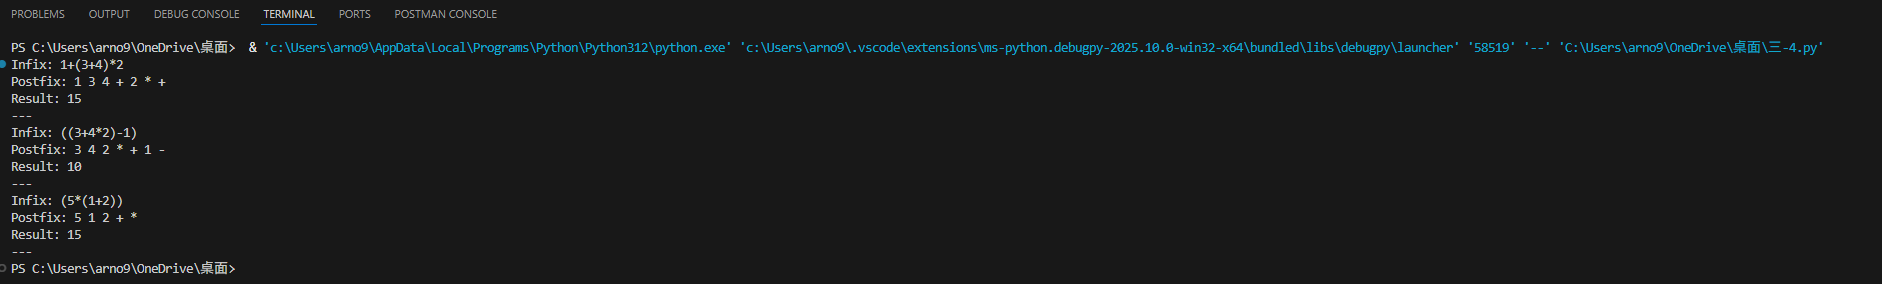 PROBLEMS OUTPUT DEBUG CONSOLE TERMINAL PORTS POSTMAN CONSOLE
PS C:\Users\arno9\OneDrive\桌面>  & 'c:\Users\arno9\AppData\Local\Programs\Python\Python312\python.exe' 'c:\Users\arno9\.vscode\extensions\ms-python.debugpy-2025.10.0-win32-x64\bundled\libs\debugpy\launcher' '58519' '--' 'C:\Users\arno9\OneDrive\桌面\三-4.py'
Infix: 1+(3+4)*2
Postfix: 1 3 4 + 2 * +
Result: 15
---
Infix: ((3+4*2)-1)
Postfix: 3 4 2 * + 1 -
Result: 10
---
Infix: (5*(1+2))
Postfix: 5 1 2 + *
Result: 15
---
PS C:\Users\arno9\OneDrive\桌面>